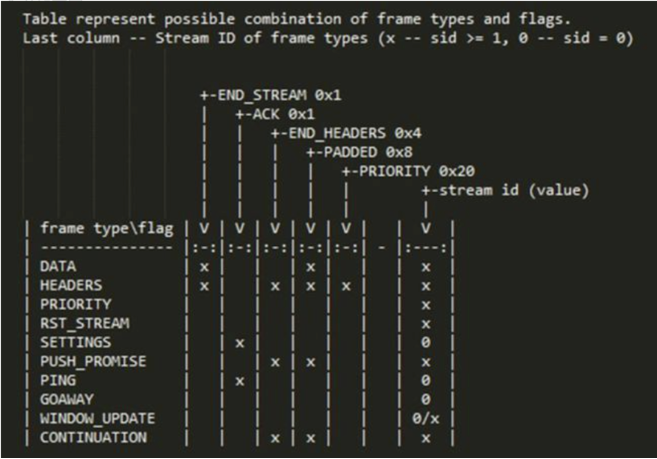 Table represent possible combination of frame types and flags.
Last column -- Stream ID of frame types (x -- sid >= 1, 0 -- sid = 0)
+-END_STREAM 0x1
| +-ACK 0x1
| | +-END_HEADERS 0x4
| | | +-PADDED 0x8
| | | | +-PRIORITY 0x20
| | | | | +-stream id (value)
| | | | | |
| frame type\flag | V | V | V | V | V | | V |
| --------------- |:-:|:-:|:-:|:-:|:-:| - |:---:|
| DATA | x | | | x | | | x |
| HEADERS | x | | x | x | x | | x |
| PRIORITY | | | | | | | x |
| RST_STREAM | | | | | | | x |
| SETTINGS | | x | | | | | 0 |
| PUSH_PROMISE | | | x | x | | | x |
| PING | | x | | | | | 0 |
| GOAWAY | | | | | | | 0 |
| WINDOW_UPDATE | | | | | | | 0/x |
| CONTINUATION | | | x | x | | | x |